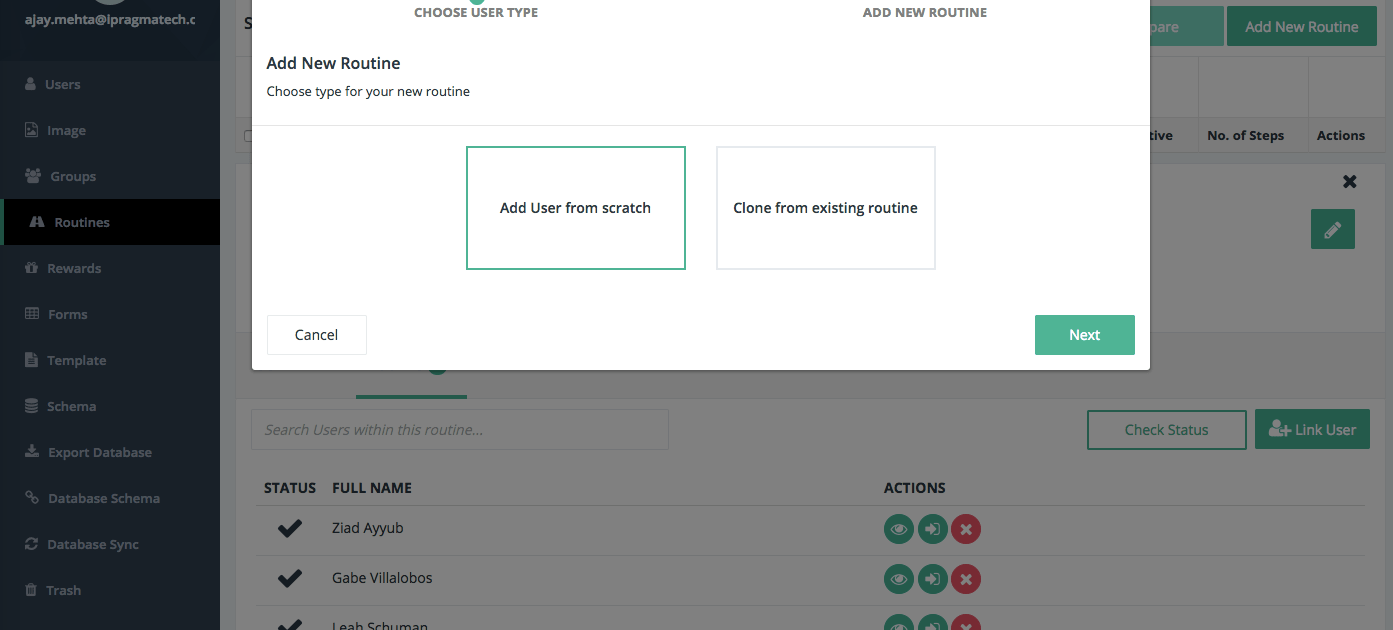 ajay.mehta@ipragmatech.c
Users
Image
Groups
Routines
Rewards
Forms
Template
Schema
Export Database
Database Schema
Database Sync
Trash
S
pare
Add New Routine
tive
No. of Steps
Actions
CHOOSE USER TYPE
ADD NEW ROUTINE
Add New Routine
Choose type for your new routine
Add User from scratch
Clone from existing routine
Cancel
Next
Search Users within this routine...
Check Status
Link User
STATUS FULL NAME ACTIONS
Ziad Ayyub
Gabe Villalobos
Leah Schuman